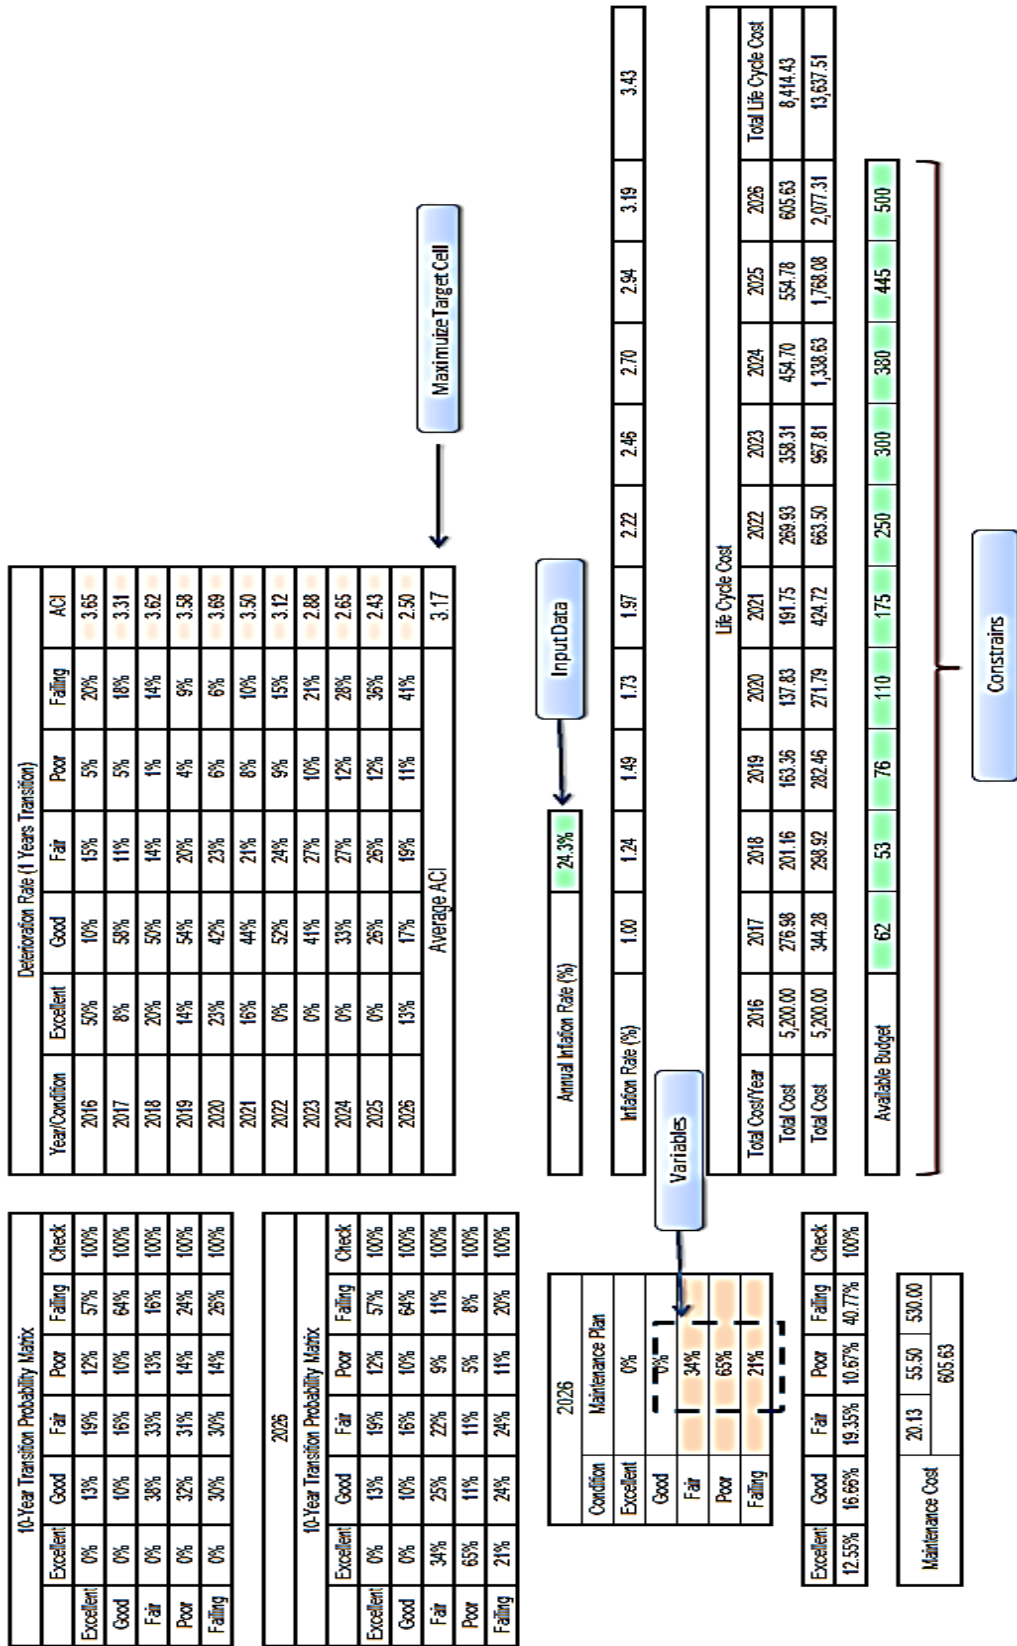 10-Year Transition Probability Matrix
Excellent Good Fair Poor Failing Check
Excellent 0% 13% 19% 12% 57% 100%
Good 0% 10% 16% 10% 64% 100%
Fair 0% 38% 33% 13% 16% 100%
Poor 0% 32% 31% 14% 24% 100%
Failing 0% 30% 30% 14% 26% 100%
2026
10-Year Transition Probability Matrix
Excellent Good Fair Poor Failing Check
Excellent 0% 13% 19% 12% 57% 100%
Good 0% 10% 16% 10% 64% 100%
Fair 34% 25% 22% 9% 11% 100%
Poor 65% 11% 11% 5% 8% 100%
Failing 21% 24% 24% 11% 20% 100%
2026
Condition Maintenance Plan
Excellent 0%
Good 0%
Fair 34%
Poor 65%
Failing 21%
Variables
Excellent Good Fair Poor Failing Check
12.55% 16.66% 19.35% 10.67% 40.77% 100%
Maintenance Cost 20.13 55.50 530.00
605.63
Deterioration Rate (1 Years Transition)
Year/Condition Excellent Good Fair Poor Failing ACI
2016 50% 10% 15% 5% 20% 3.65
2017 8% 58% 11% 5% 18% 3.31
2018 20% 50% 14% 1% 14% 3.62
2019 14% 54% 20% 4% 9% 3.58
2020 23% 42% 23% 6% 6% 3.69
2021 16% 44% 21% 8% 10% 3.50
2022 0% 52% 24% 9% 15% 3.12
2023 0% 41% 27% 10% 21% 2.88
2024 0% 33% 27% 12% 28% 2.65
2025 0% 26% 26% 12% 36% 2.43
2026 13% 17% 19% 11% 41% 2.50
Average ACI 3.17
Maximuize Target Cell
Annual Inflation Rate (%) 24.3%
Input Data
Inflation Rate (%) 1.00 1.24 1.49 1.73 1.97 2.22 2.46 2.70 2.94 3.19 3.43
Life Cycle Cost
Total Cost/Year 2016 2017 2018 2019 2020 2021 2022 2023 2024 2025 2026 Total Life Cycle Cost
Total Cost 5,200.00 276.98 201.16 163.36 137.83 191.75 269.93 358.31 454.70 554.78 605.63 8,414.43
Total Cost 5,200.00 344.28 298.92 282.46 271.79 424.72 663.50 967.81 1,338.63 1,768.08 2,077.31 13,637.51
Available Budget 62 53 76 110 175 250 300 380 445 500
Constrains